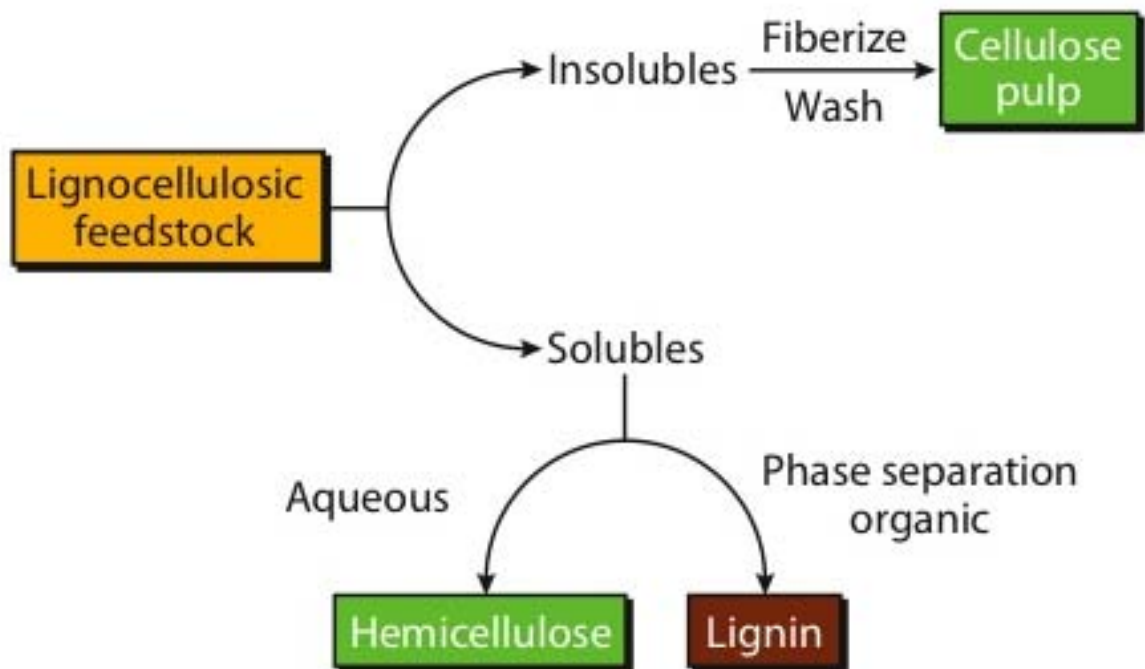 Fiberize
Insolubles
Wash
Cellulose
pulp
Lignocellulosic
feedstock
Solubles
Aqueous
Phase separation
organic
Hemicellulose
Lignin